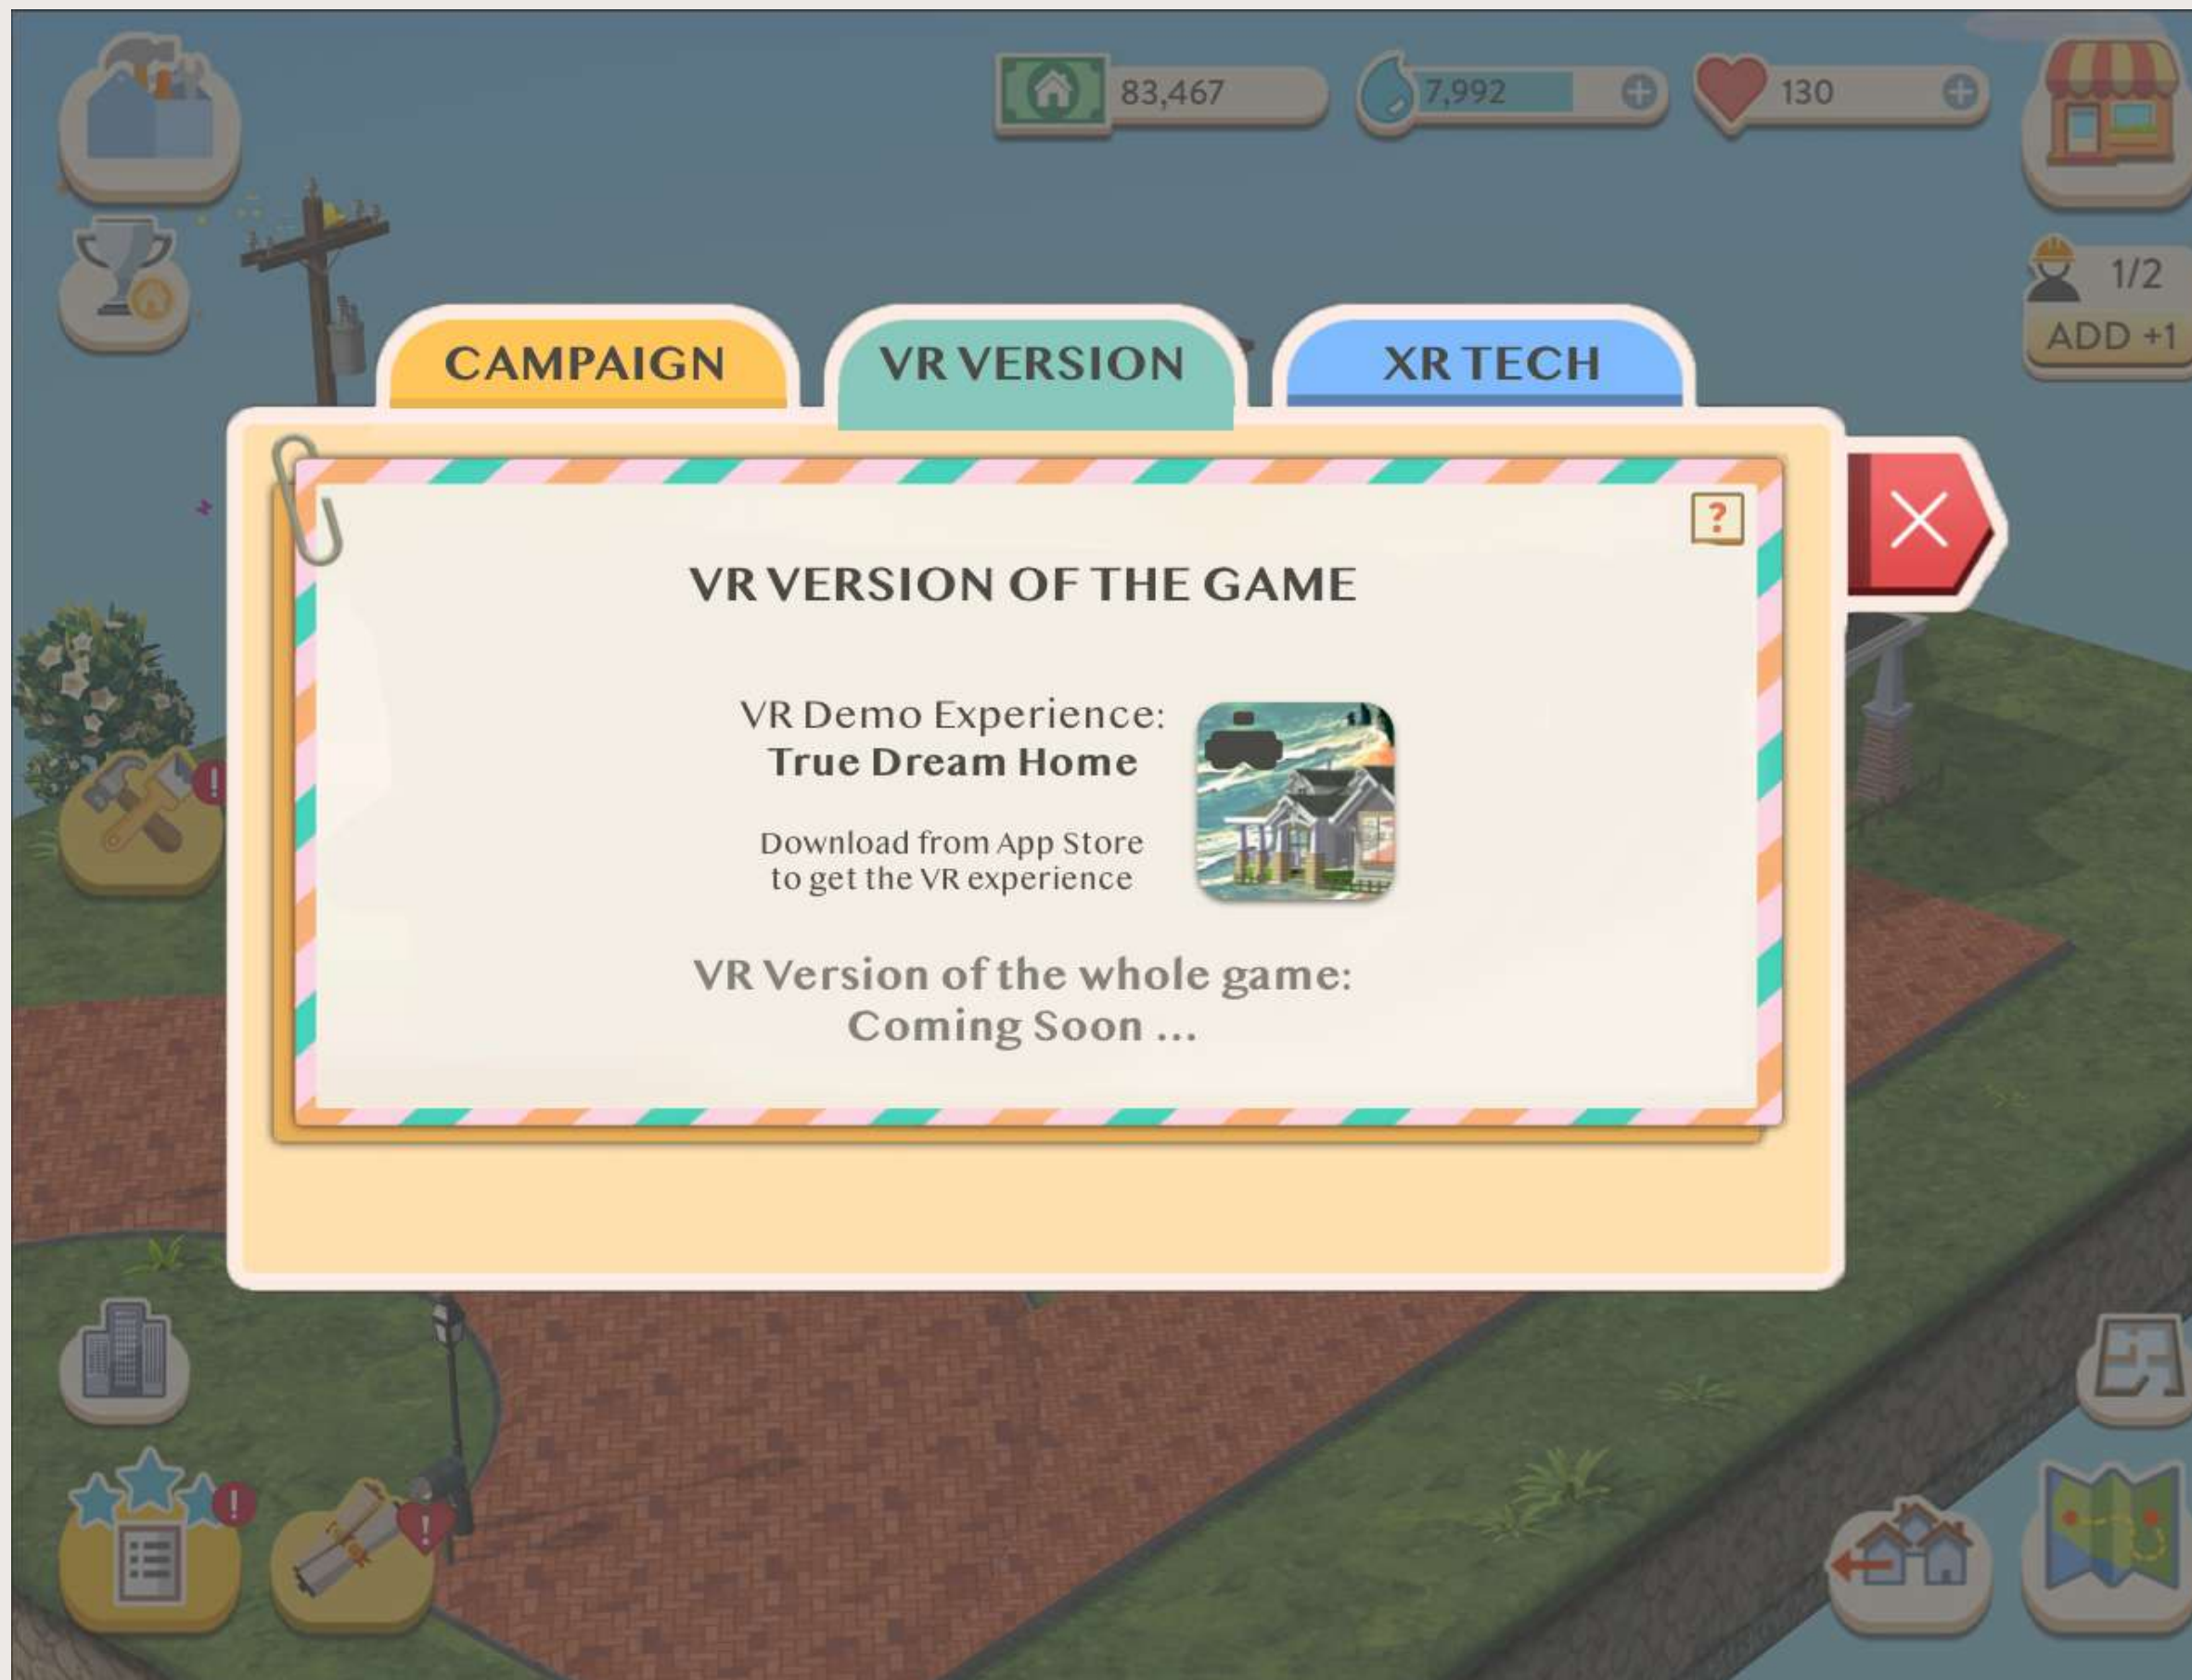 83,467
7,992
130
1/2
ADD +1
CAMPAIGN
VR VERSION
XR TECH
?
VR VERSION OF THE GAME
VR Demo Experience:
True Dream Home
Download from App Store
to get the VR experience
VR Version of the whole game:
Coming Soon ...
!
!
!